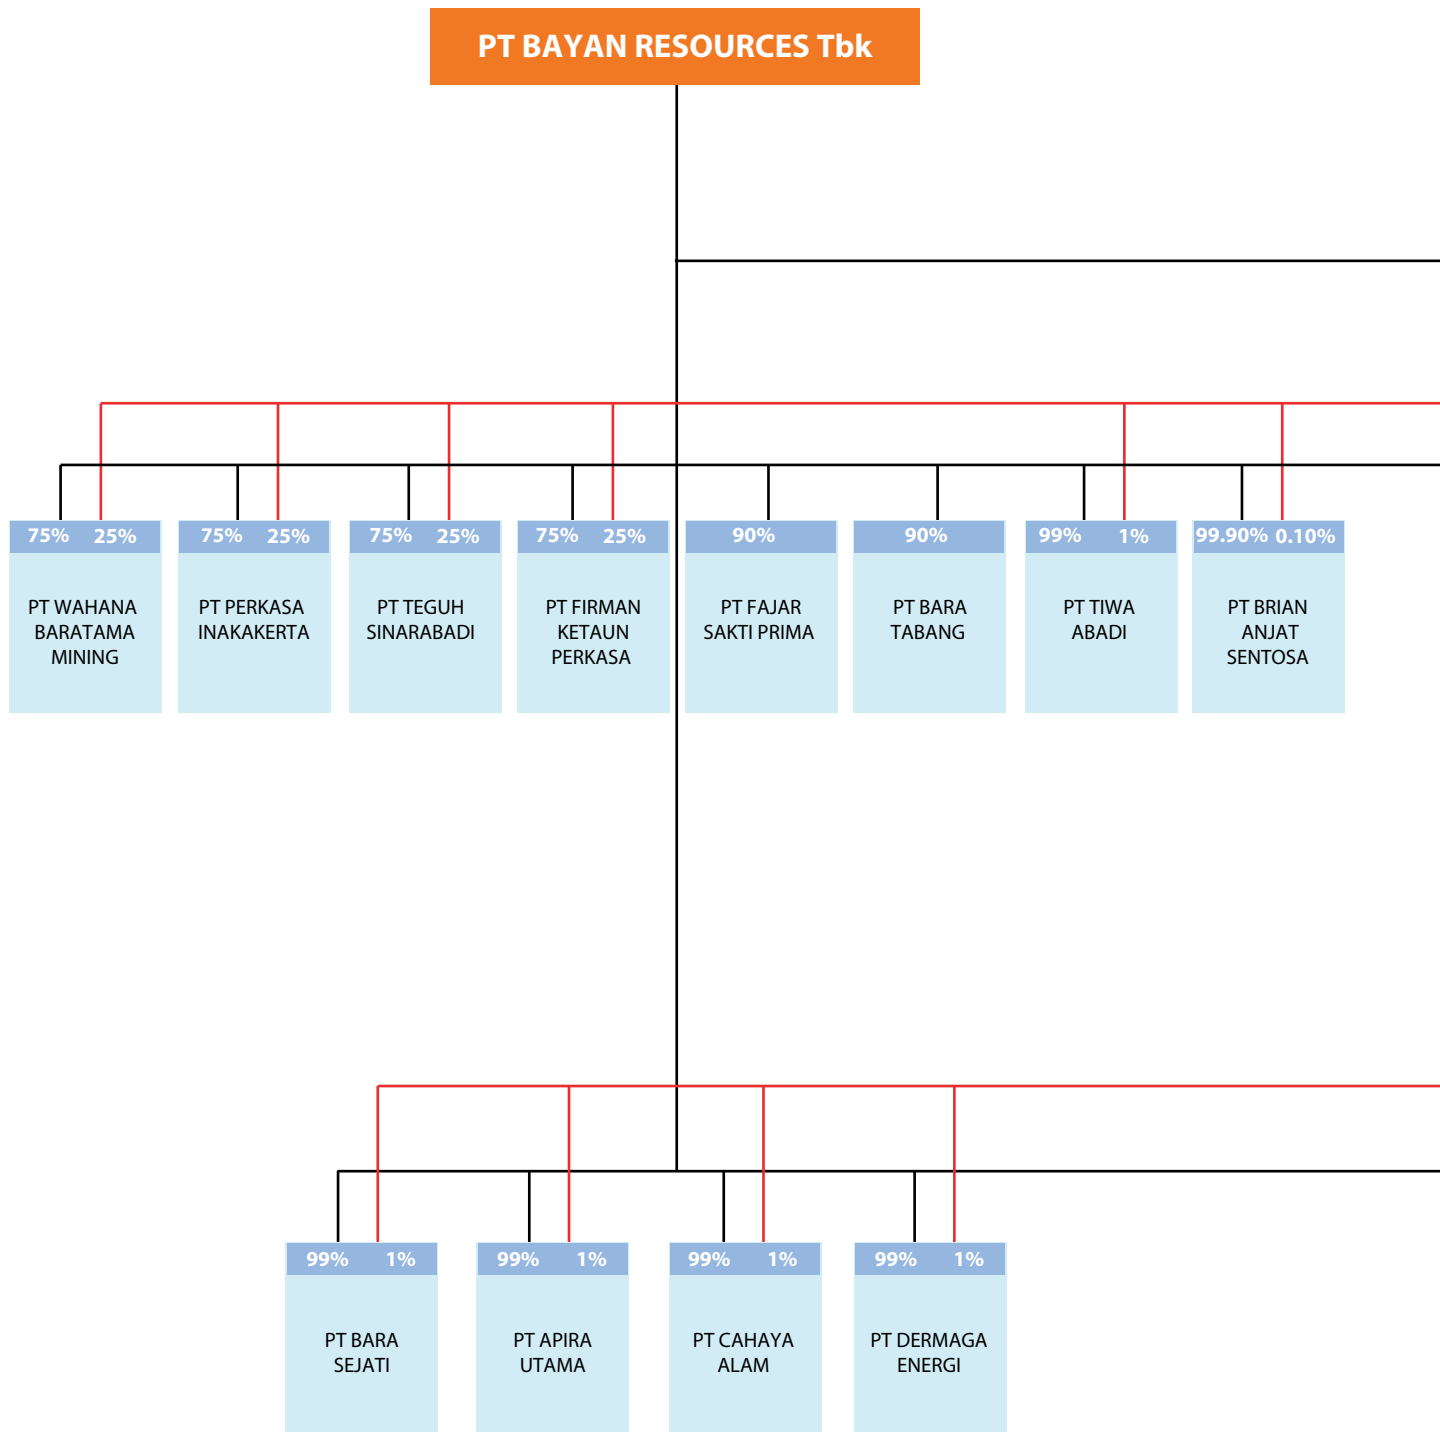 PT BAYAN RESOURCES Tbk
75% 25%
PT WAHANA
BARATAMA
MINING
75% 25%
PT PERKASA
INAKAKERTA
75% 25%
PT TEGUH
SINARABADI
75% 25%
PT FIRMAN
KETAUN
PERKASA
90%
PT FAJAR
SAKTI PRIMA
90%
PT BARA
TABANG
99% 1%
PT TIWA
ABADI
99.90% 0.10%
PT BRIAN
ANJAT
SENTOSA
99% 1%
PT BARA
SEJATI
99% 1%
PT APIRA
UTAMA
99% 1%
PT CAHAYA
ALAM
99% 1%
PT DERMAGA
ENERGI